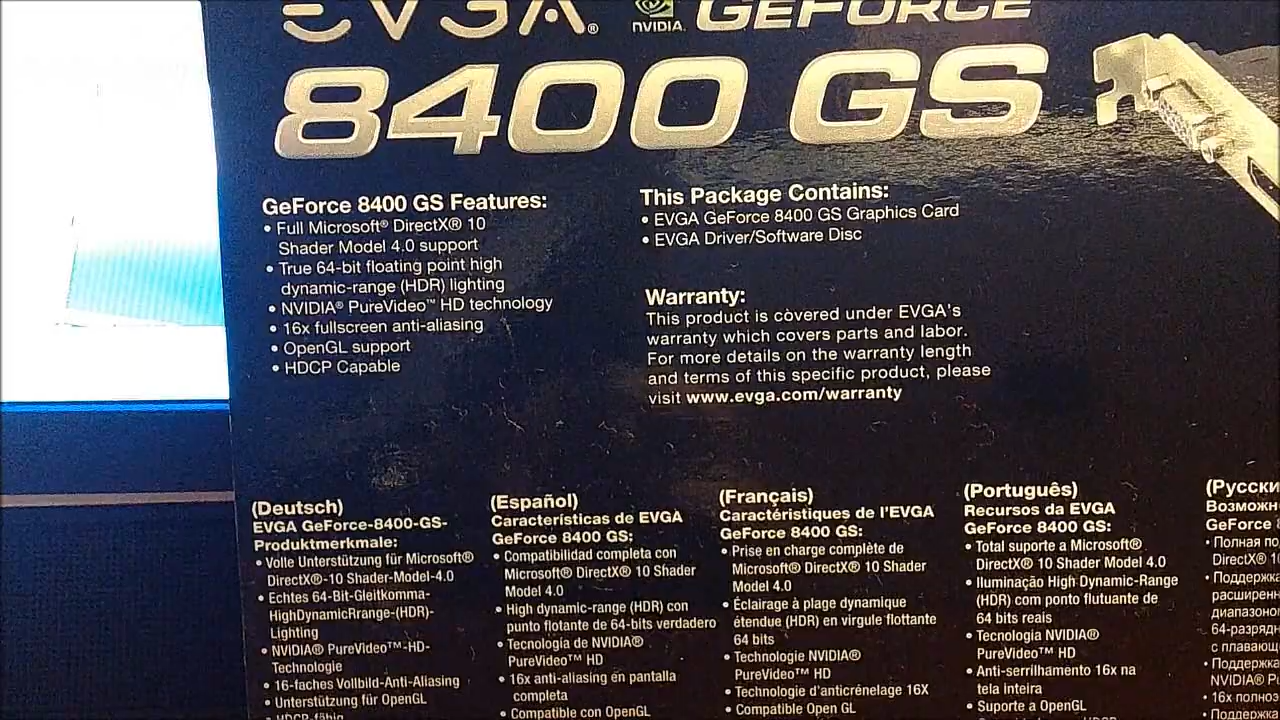 EVGA®
NVIDIA. GEFORCE
8400 GS
GeForce 8400 GS Features:
• Full Microsoft® DirectX® 10
Shader Model 4.0 support
• True 64-bit floating point high
dynamic-range (HDR) lighting
• NVIDIA® PureVideo™ HD technology
• 16x fullscreen anti-aliasing
• OpenGL support
• HDCP Capable
This Package Contains:
• EVGA GeForce 8400 GS Graphics Card
• EVGA Driver/Software Disc
Warranty:
This product is covered under EVGA's
warranty which covers parts and labor.
For more details on the warranty length
and terms of this specific product, please
visit www.evga.com/warranty
(Deutsch)
EVGA GeForce-8400-GS-
Produktmerkmale:
• Volle Unterstützung für Microsoft®
DirectX®-10 Shader-Model-4.0
• Echtes 64-Bit-Gleitkomma-
HighDynamicRrange-(HDR)-
Lighting
• NVIDIA® PureVideo™-HD-
Technologie
• 16-faches Vollbild-Anti-Aliasing
• Unterstützung für OpenGL
• HDCP-fähig
(Español)
Características de EVGA
GeForce 8400 GS:
• Compatibilidad completa con
Microsoft® DirectX® 10 Shader
Model 4.0
• High dynamic-range (HDR) con
punto flotante de 64-bits verdadero
• Tecnologia de NVIDIA®
PureVideo™ HD
• 16x anti-aliasing en pantalla
completa
• Compatible con OpenGL
(Français)
Caractéristiques de l'EVGA
GeForce 8400 GS:
• Prise en charge complète de
Microsoft® DirectX® 10 Shader
Model 4.0
• Éclairage à plage dynamique
étendue (HDR) en virgule flottante
64 bits
• Technologie NVIDIA®
PureVideo™ HD
• Technologie d'anticrénelage 16X
• Compatible Open GL
(Português)
Recursos da EVGA
GeForce 8400 GS:
• Total suporte a Microsoft®
DirectX® 10 Shader Model 4.0
• Iluminação High Dynamic-Range
(HDR) com ponto flutuante de
64 bits reais
• Tecnologia NVIDIA®
PureVideo™ HD
• Anti-serrilhamento 16x na
tela inteira
• Suporte a OpenGL
(Русски
Возможн
GeForce
• Полная по
DirectX® 1
• Поддержка
расширенн
диапазоно
64-разрядн
с плавающ
• Поддержка
NVIDIA® Pu
• 16x полноэ
• Поддержка